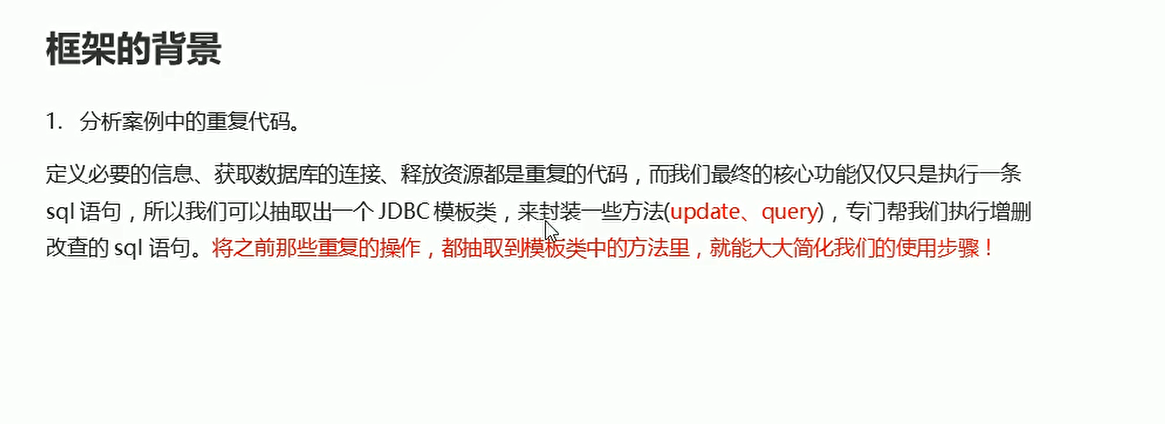 框架的背景
1. 分析案例中的重复代码。
定义必要的信息、获取数据库的连接、释放资源都是重复的代码，而我们最终的核心功能仅仅只是执行一条
sql 语句，所以我们可以抽取出一个 JDBC 模板类，来封装一些方法(update、query)，专门帮我们执行增删
改查的 sql 语句。将之前那些重复的操作，都抽取到模板类中的方法里，就能大大简化我们的使用步骤！